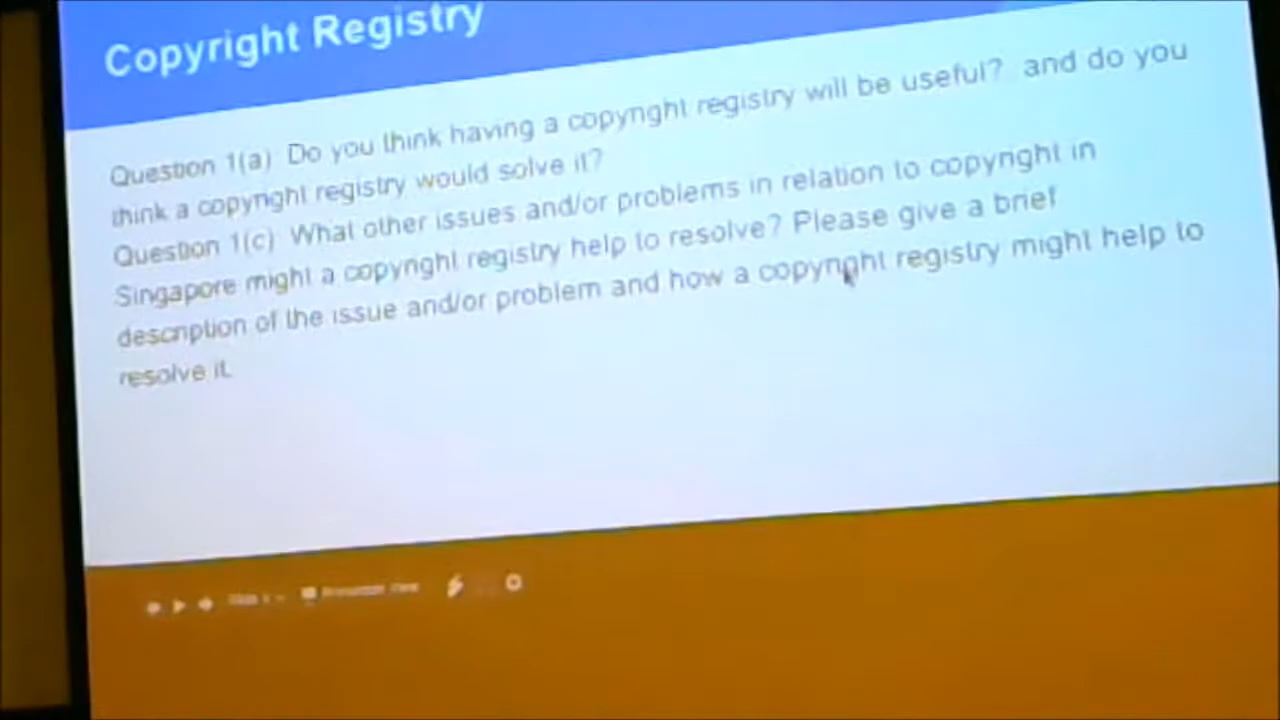 Copyright Registry
Question 1(a) Do you think having a copyright registry will be useful? and do you
think a copyright registry would solve it?
Question 1(c) What other issues and/or problems in relation to copyright in
Singapore might a copyright registry help to resolve? Please give a brief
description of the issue and/or problem and how a copyright registry might help to
resolve it.